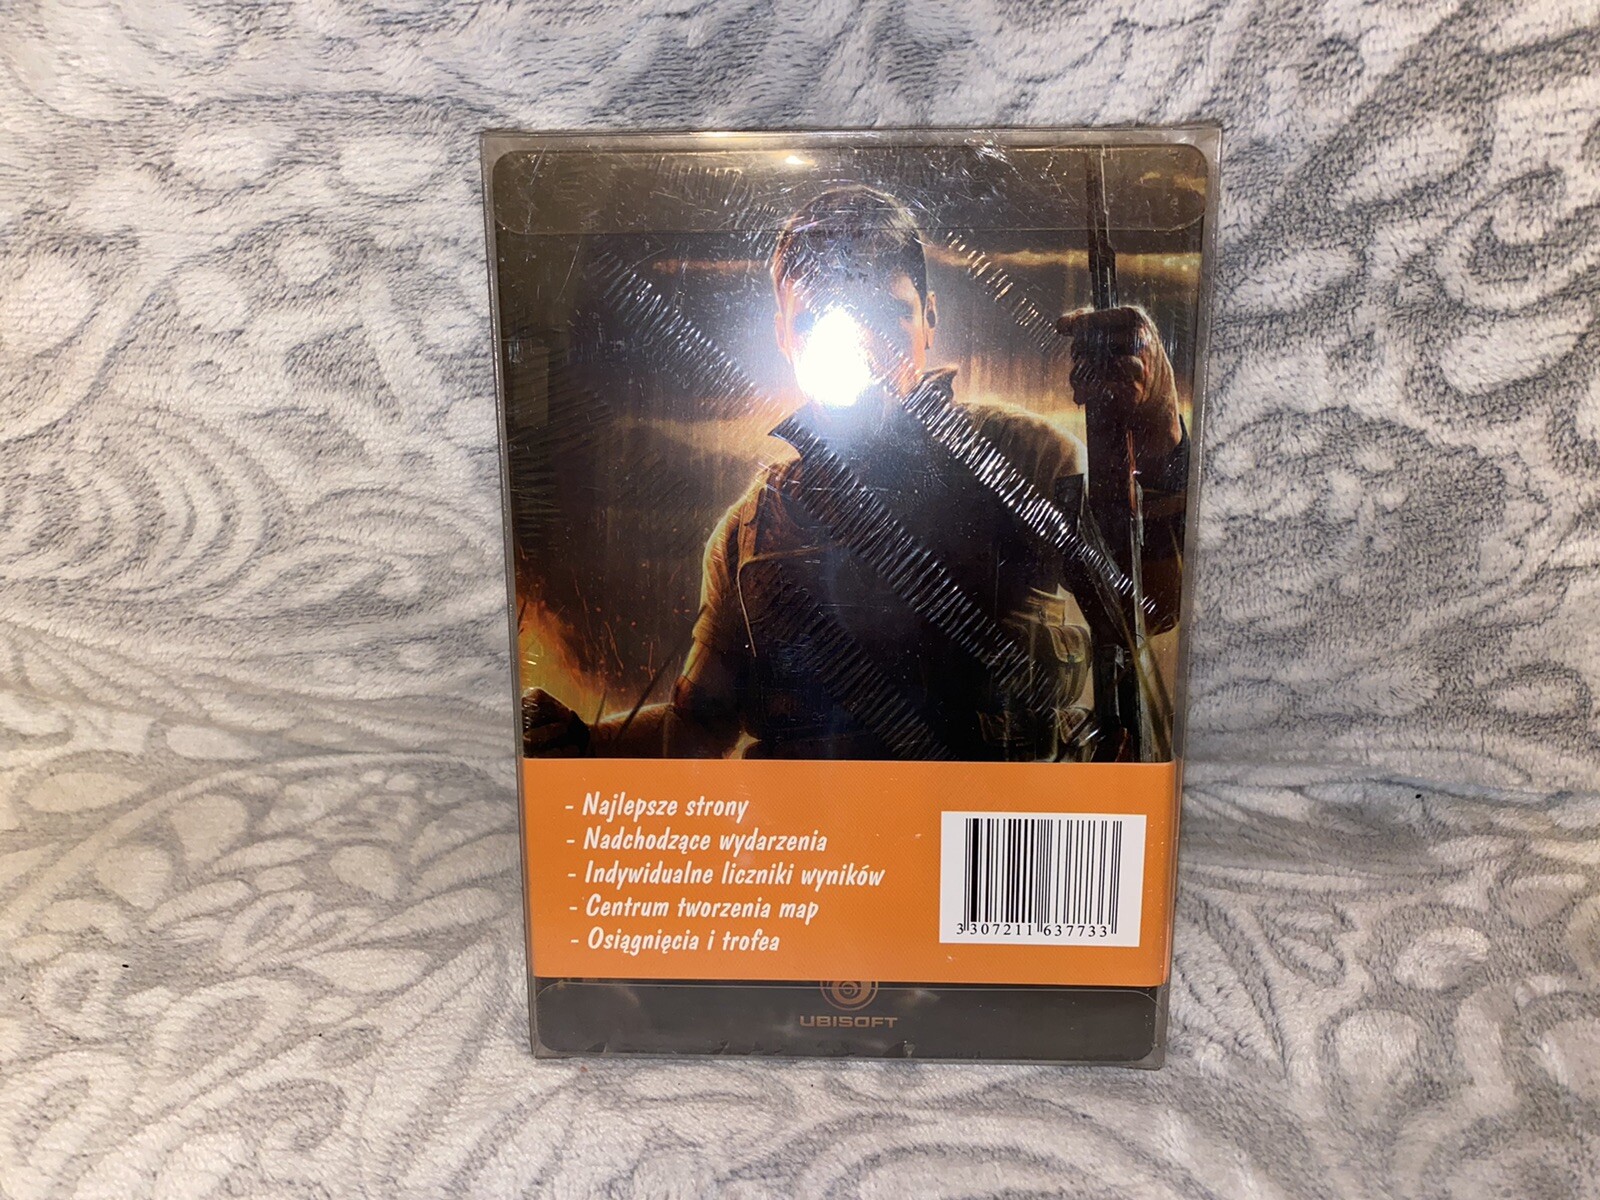 - Najlepsze strony
- Nadchodzące wydarzenia
- Indywidualne liczniki wyników
- Centrum tworzenia map
- Osiągnięcia i trofea
3 307211 637733
UBISOFT